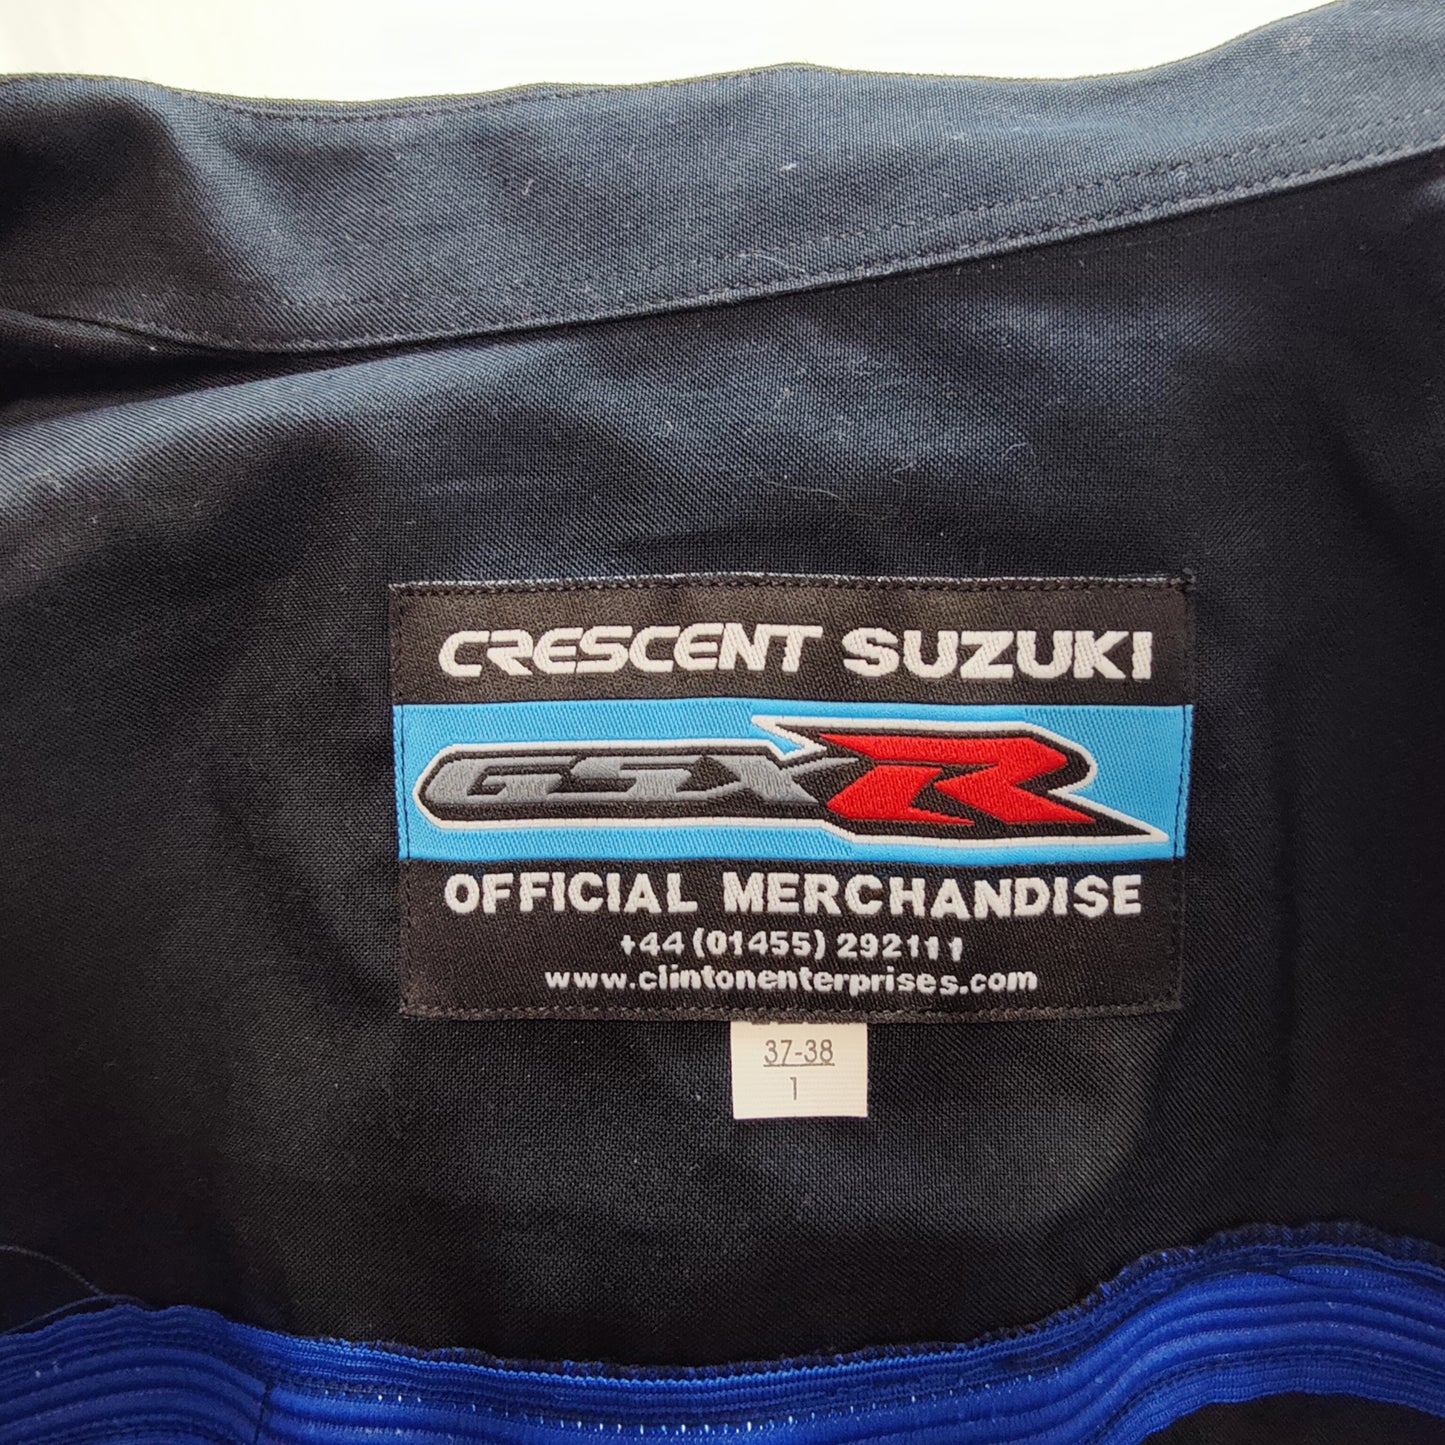 CRESCENT SUZUKI
GSXR
OFFICIAL MERCHANDISE
+44 (01455) 292111
www.clintonenterprises.com
37-38
1